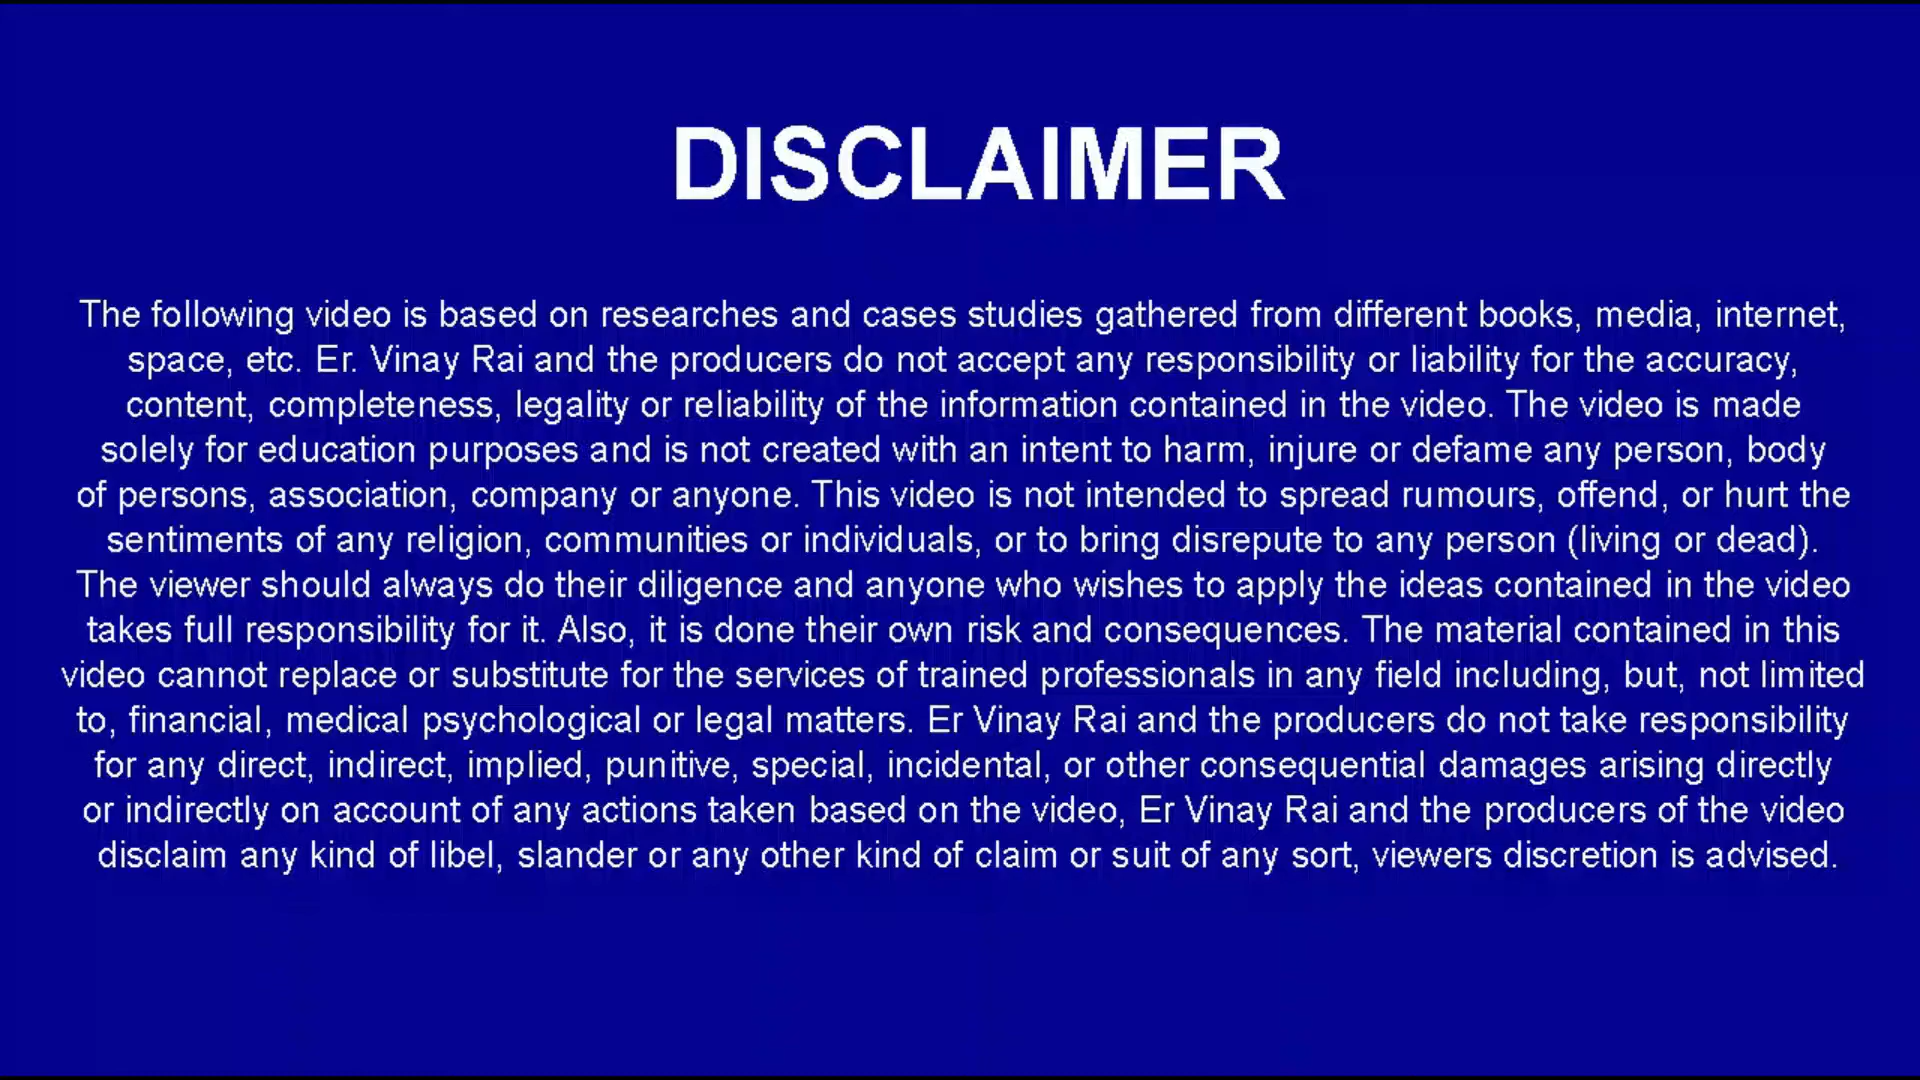 DISCLAIMER
The following video is based on researches and cases studies gathered from different books, media, internet,
space, etc. Er. Vinay Rai and the producers do not accept any responsibility or liability for the accuracy,
content, completeness, legality or reliability of the information contained in the video. The video is made
solely for education purposes and is not created with an intent to harm, injure or defame any person, body
of persons, association, company or anyone. This video is not intended to spread rumours, offend, or hurt the
sentiments of any religion, communities or individuals, or to bring disrepute to any person (living or dead).
The viewer should always do their diligence and anyone who wishes to apply the ideas contained in the video
takes full responsibility for it. Also, it is done their own risk and consequences. The material contained in this
video cannot replace or substitute for the services of trained professionals in any field including, but, not limited
to, financial, medical psychological or legal matters. Er Vinay Rai and the producers do not take responsibility
for any direct, indirect, implied, punitive, special, incidental, or other consequential damages arising directly
or indirectly on account of any actions taken based on the video, Er Vinay Rai and the producers of the video
disclaim any kind of libel, slander or any other kind of claim or suit of any sort, viewers discretion is advised.